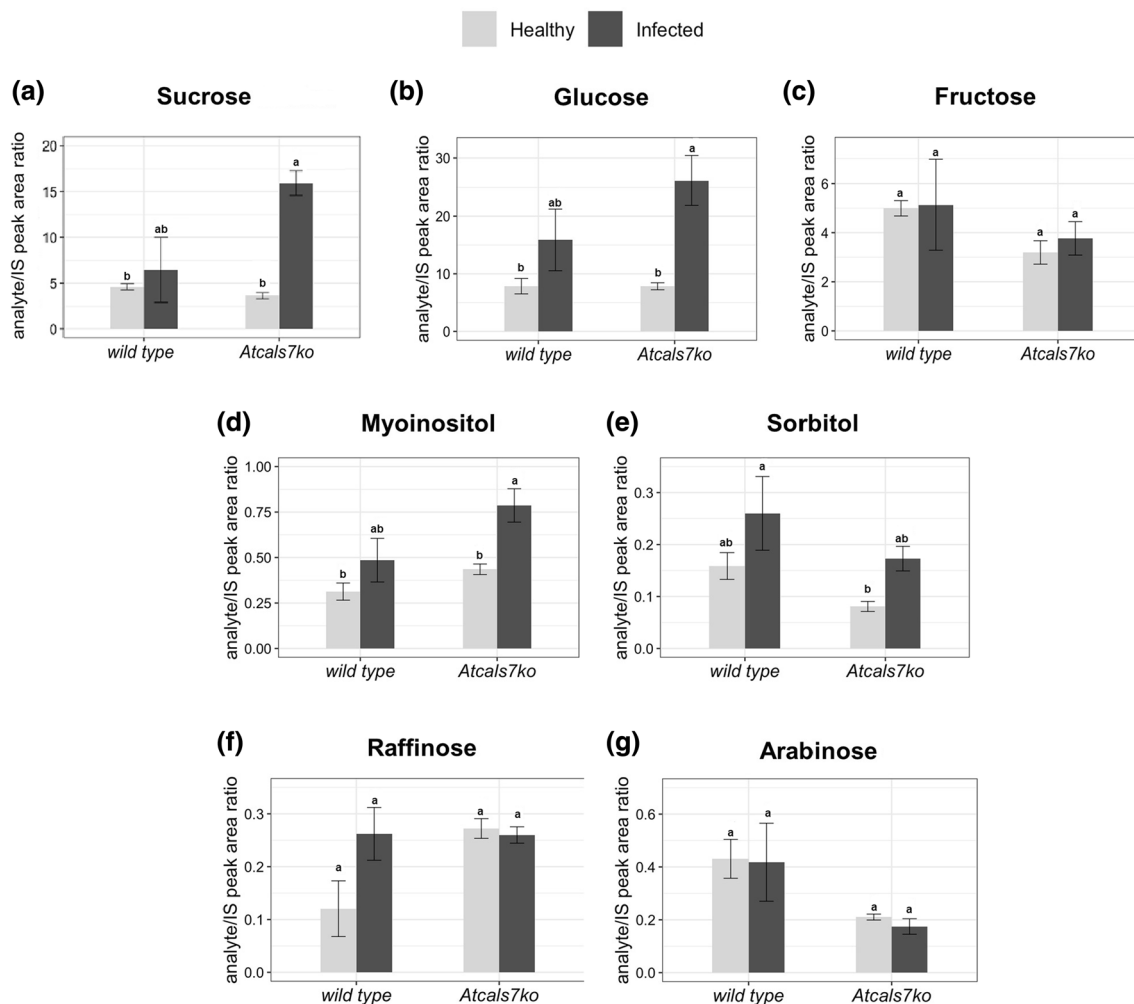 Healthy Infected
(a) Sucrose
analyte/IS peak area ratio
20
15
10
5
0
b
ab
b
a
wild type Atcals7ko
(b) Glucose
analyte/IS peak area ratio
30
20
10
0
b
ab
b
a
wild type Atcals7ko
(c) Fructose
analyte/IS peak area ratio
6
4
2
0
a
a
a
a
wild type Atcals7ko
(d) Myoinositol
analyte/IS peak area ratio
1.00
0.75
0.50
0.25
0.00
b
ab
b
a
wild type Atcals7ko
(e) Sorbitol
analyte/IS peak area ratio
0.3
0.2
0.1
0.0
ab
a
b
ab
wild type Atcals7ko
(f) Raffinose
analyte/IS peak area ratio
0.3
0.2
0.1
0.0
a
a
a
a
wild type Atcals7ko
(g) Arabinose
analyte/IS peak area ratio
0.6
0.4
0.2
0.0
a
a
a
a
wild type Atcals7ko